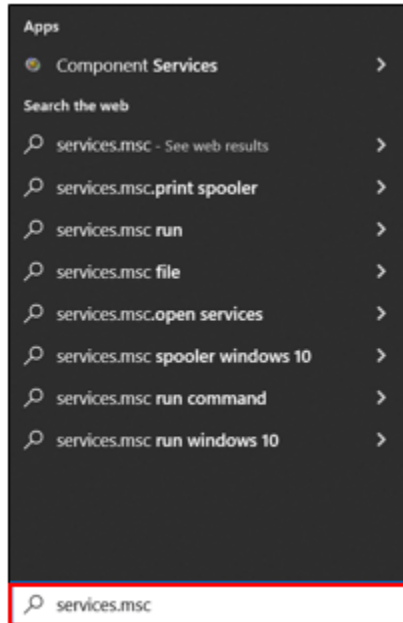 Apps
Component Services
Search the web
services.msc - See web results
services.msc.print spooler
services.msc run
services.msc file
services.msc.open services
services.msc spooler windows 10
services.msc run command
services.msc run windows 10
services.msc